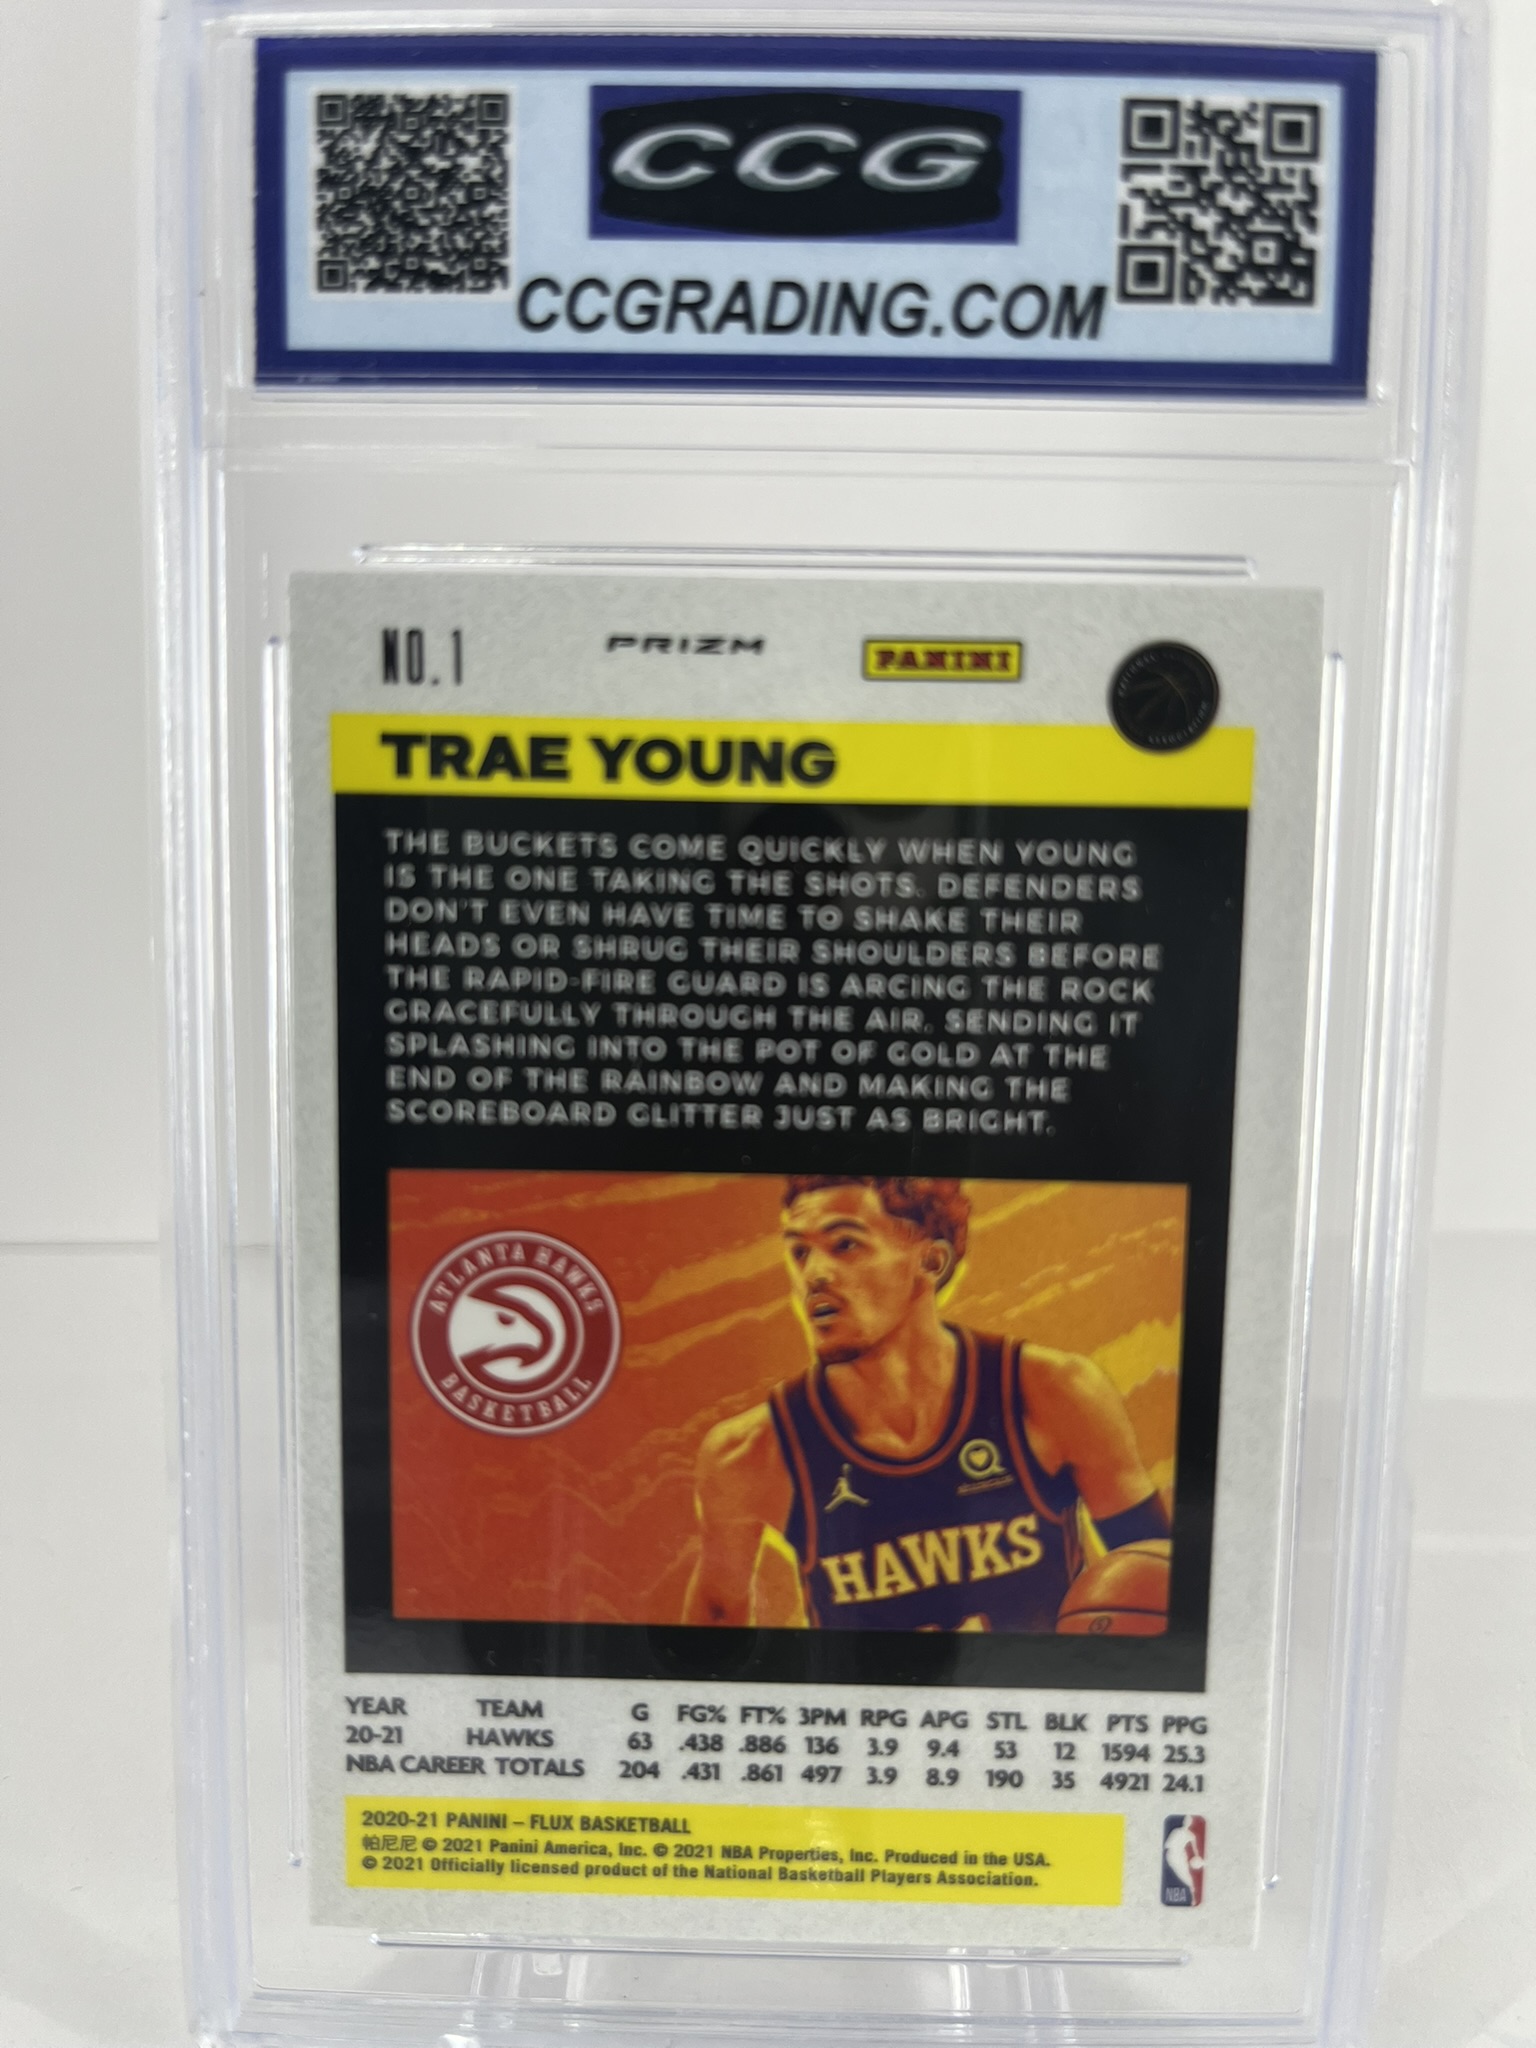 CCG
CCGRADING.COM
NO.1
PRIZM
PANINI
TRAE YOUNG
THE BUCKETS COME QUICKLY WHEN YOUNG
IS THE ONE TAKING THE SHOTS. DEFENDERS
DON'T EVEN HAVE TIME TO SHAKE THEIR
HEADS OR SHRUG THEIR SHOULDERS BEFORE
THE RAPID-FIRE GUARD IS ARCING THE ROCK
GRACEFULLY THROUGH THE AIR, SENDING IT
SPLASHING INTO THE POT OF GOLD AT THE
END OF THE RAINBOW AND MAKING THE
SCOREBOARD GLITTER JUST AS BRIGHT.
ATLANTA HAWKS
BASKETBALL
HAWKS
YEAR TEAM G FG% FT% 3PM RPG APG STL BLK PTS PPG
20-21 HAWKS 63 .438 .886 136 3.9 9.4 53 12 1594 25.3
NBA CAREER TOTALS 204 .431 .861 497 3.9 8.9 190 35 4921 24.1
2020-21 PANINI – FLUX BASKETBALL
帕尼尼 © 2021 Panini America, Inc. © 2021 NBA Properties, Inc. Produced in the USA.
© 2021 Officially licensed product of the National Basketball Players Association.
NBA